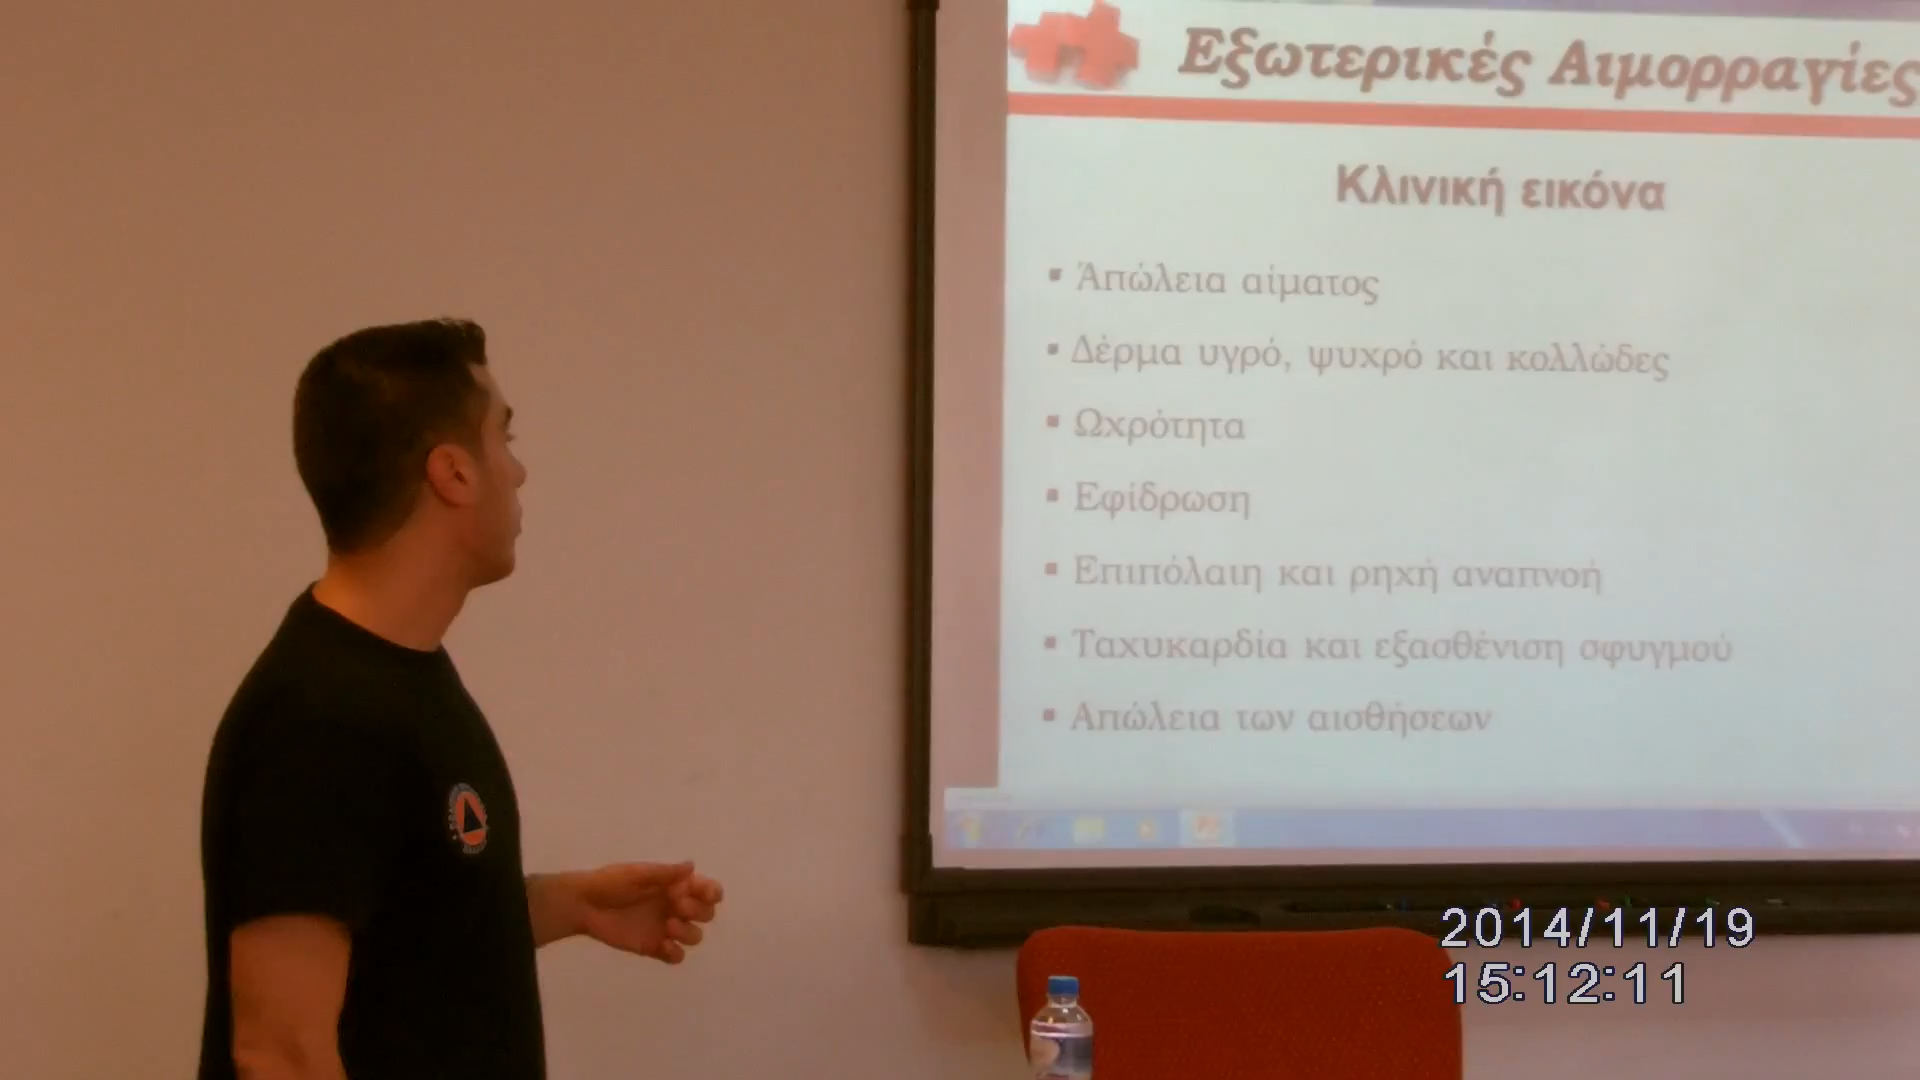 Εξωτερικές Αιμορραγίες
Κλινική εικόνα
▪ Άπώλεια αίματος
▪ Δέρμα υγρό, ψυχρό και κολλώδες
▪ Ωχρότητα
▪ Εφίδρωση
▪ Επιπόλαιη και ρηχή αναπνοή
▪ Ταχυκαρδία και εξασθένιση σφυγμού
▪ Απώλεια των αισθήσεων
2014/11/19
15:12:11